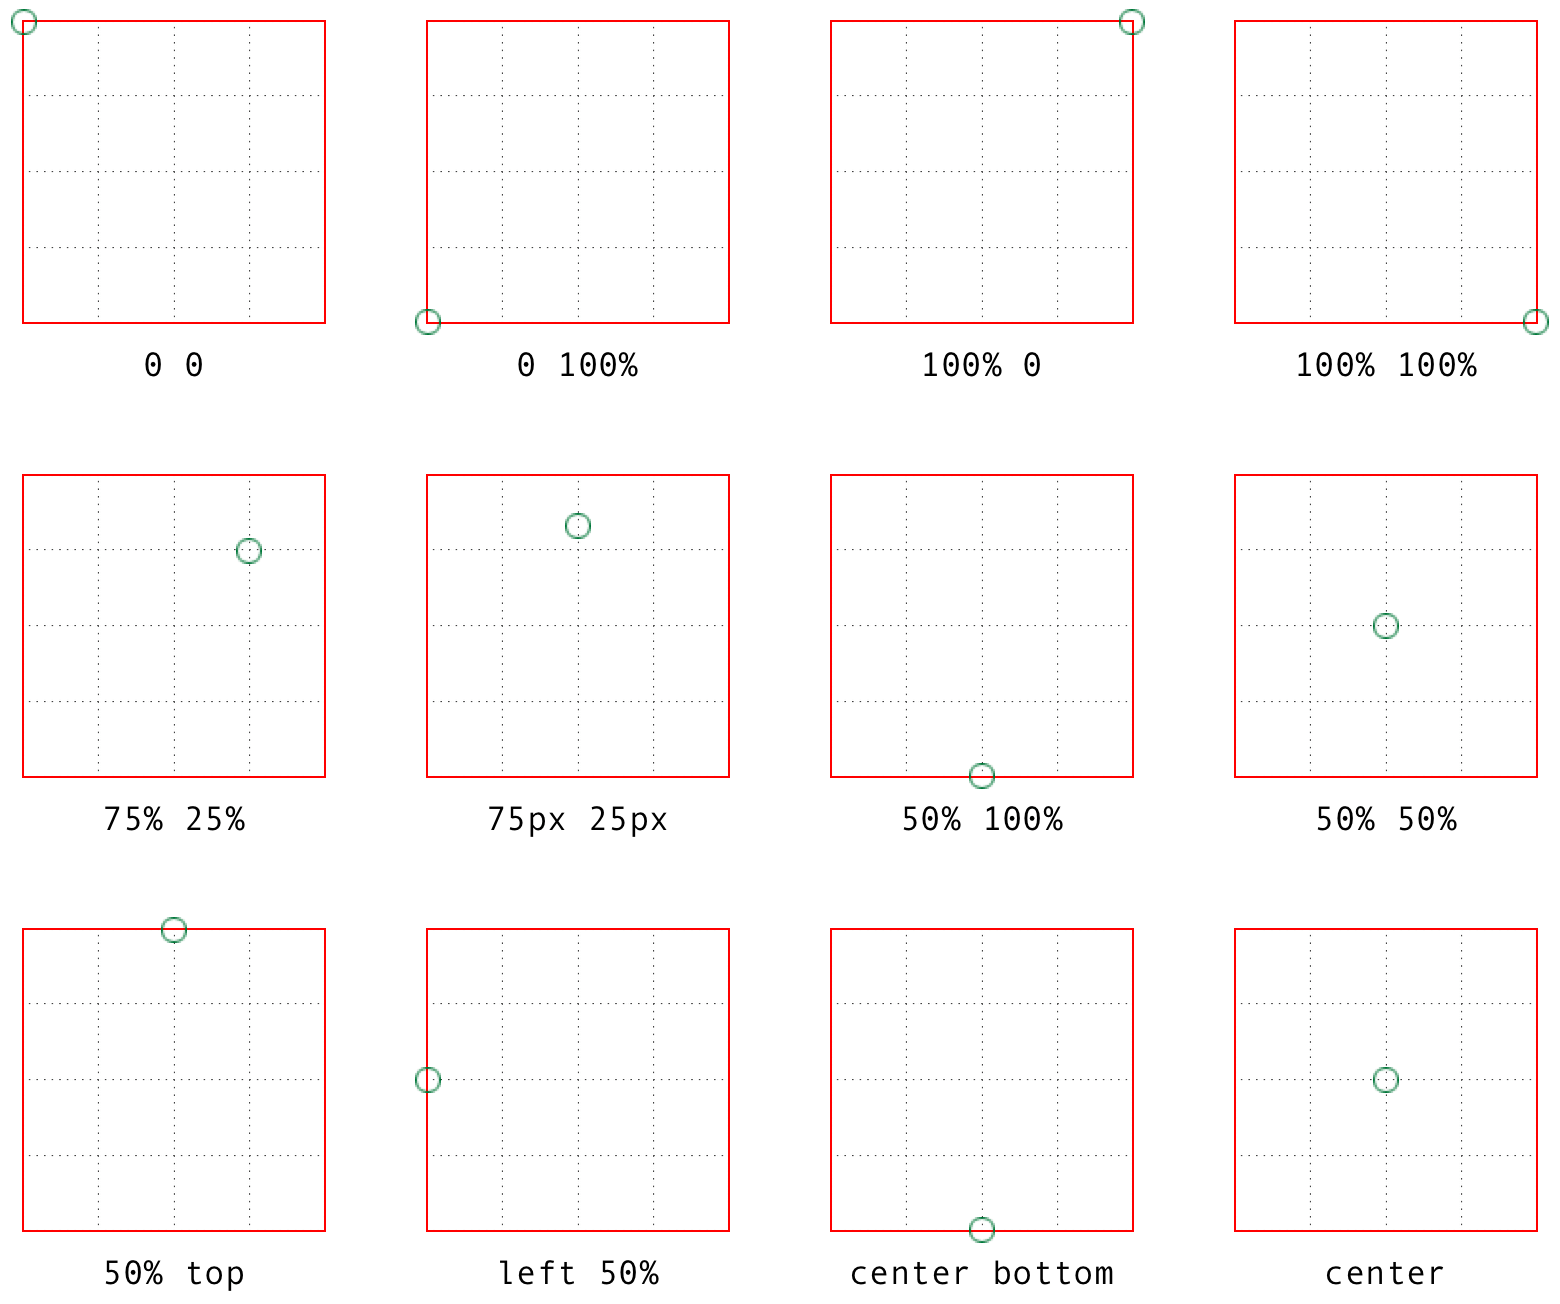 0 0
0 100%
100% 0
100% 100%
75% 25%
75px 25px
50% 100%
50% 50%
50% top
left 50%
center bottom
center